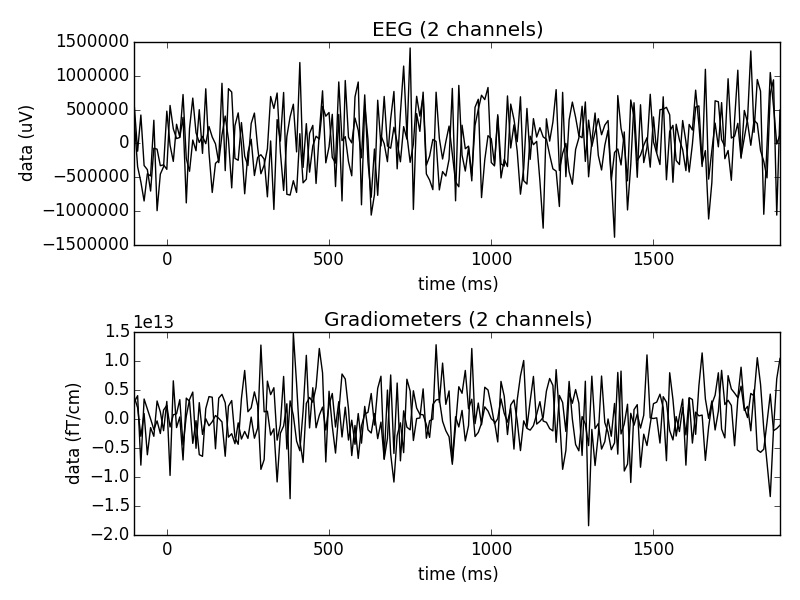 EEG (2 channels)
1500000
1000000
500000
0
−500000
−1000000
−1500000
data (uV)
0 500 1000 1500
time (ms)
Gradiometers (2 channels)
1e13
1.5
1.0
0.5
0.0
−0.5
−1.0
−1.5
−2.0
data (fT/cm)
0 500 1000 1500
time (ms)